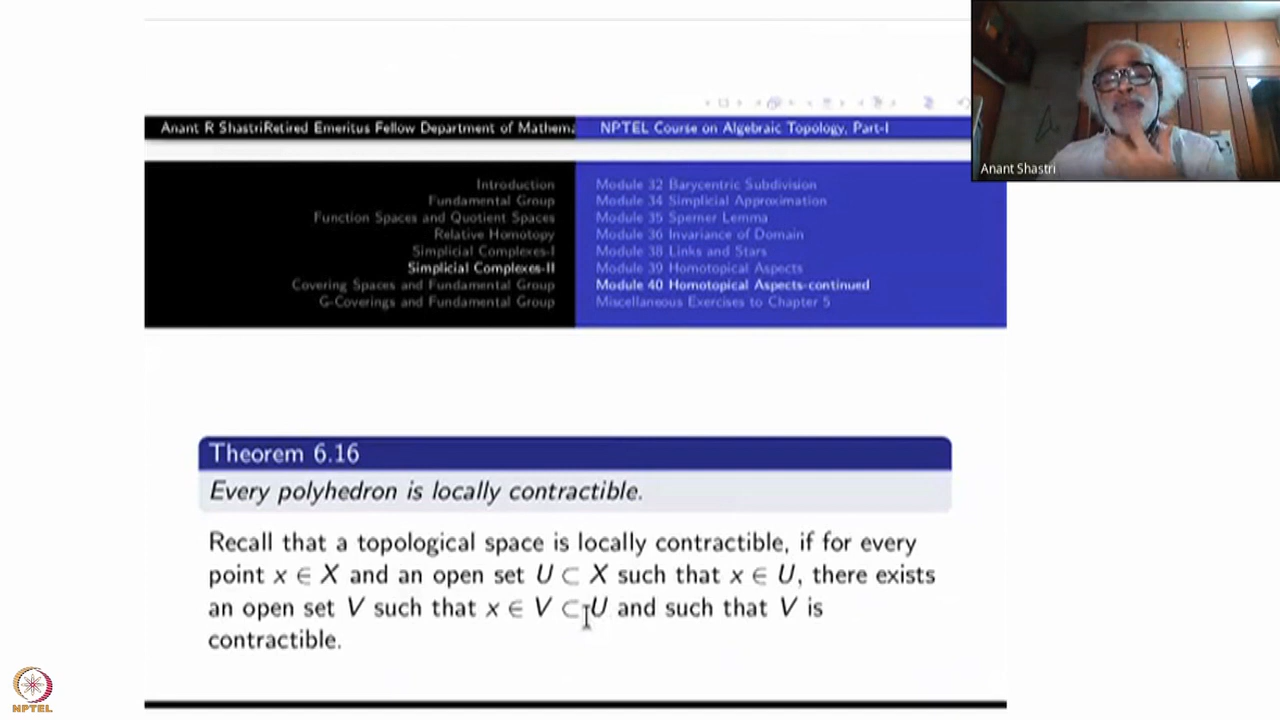 Anant R ShastriRetired Emeritus Fellow Department of Mathema
NPTEL Course on Algebraic Topology, Part-I
Introduction
Fundamental Group
Function Spaces and Quotient Spaces
Relative Homotopy
Simplicial Complexes-I
Simplicial Complexes-II
Covering Spaces and Fundamental Group
G-Coverings and Fundamental Group
Module 32 Barycentric Subdivision
Module 34 Simplicial Approximation
Module 35 Sperner Lemma
Module 36 Invariance of Domain
Module 38 Links and Stars
Module 39 Homotopical Aspects
Module 40 Homotopical Aspects-continued
Miscellaneous Exercises to Chapter 5
Anant Shastri
Theorem 6.16
Every polyhedron is locally contractible.
Recall that a topological space is locally contractible, if for every
point x ∈ X and an open set U ⊂ X such that x ∈ U, there exists
an open set V such that x ∈ V ⊂ U and such that V is
contractible.
NPTEL